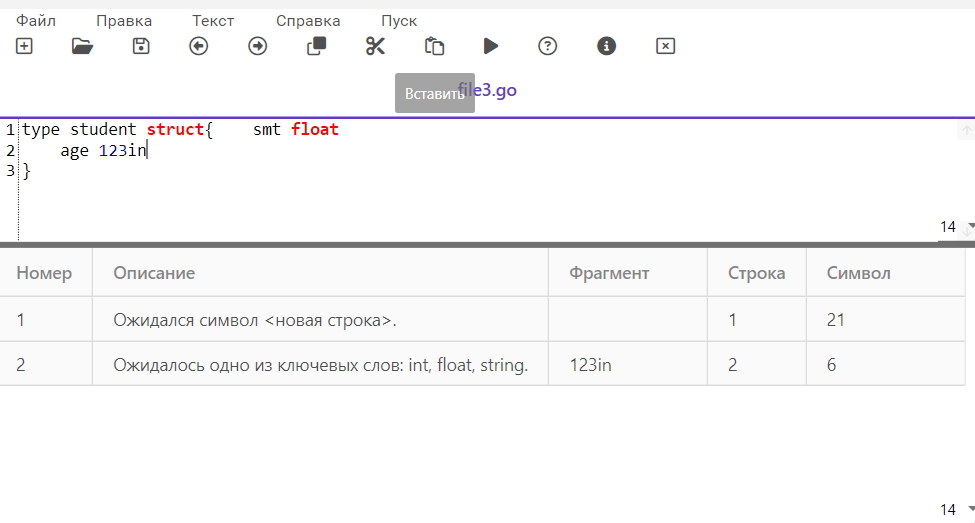 Файл Правка Текст Справка Пуск
Вставить file3.go
1 type student struct{    smt float
2     age 123in
3 }
14
Номер Описание Фрагмент Строка Символ
1 Ожидался символ <новая строка>. 1 21
2 Ожидалось одно из ключевых слов: int, float, string. 123in 2 6
14